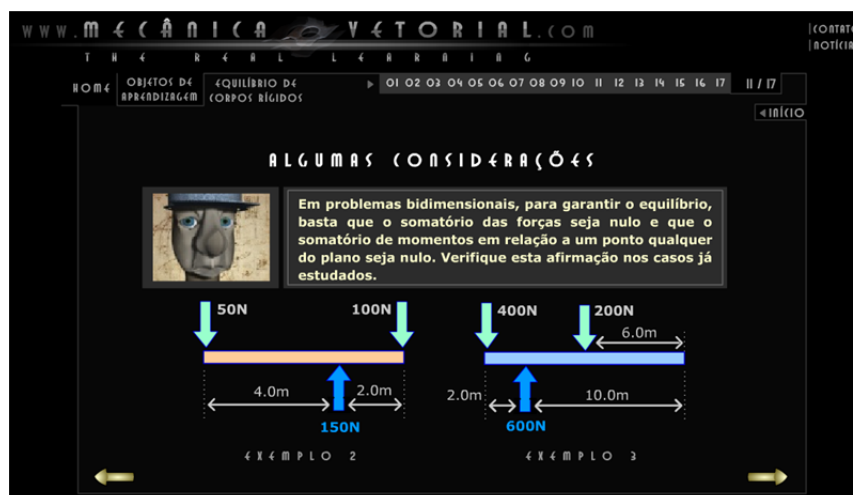 www.MECÂNICA VETORIAL.com
THE REAL LEARNING
|CONTATO
|NOTÍCIA
HOME
OBJETOS DE APRENDIZAGEM
EQUILÍBRIO DE CORPOS RÍGIDOS
01 02 03 04 05 06 07 08 09 10 11 12 13 14 15 16 17
11 / 17
INÍCIO
ALGUMAS CONSIDERAÇÕES
Em problemas bidimensionais, para garantir o equilíbrio,
basta que o somatório das forças seja nulo e que o
somatório de momentos em relação a um ponto qualquer
do plano seja nulo. Verifique esta afirmação nos casos já
estudados.
50N
100N
4.0m
2.0m
150N
EXEMPLO 2
400N
200N
6.0m
2.0m
10.0m
600N
EXEMPLO 3